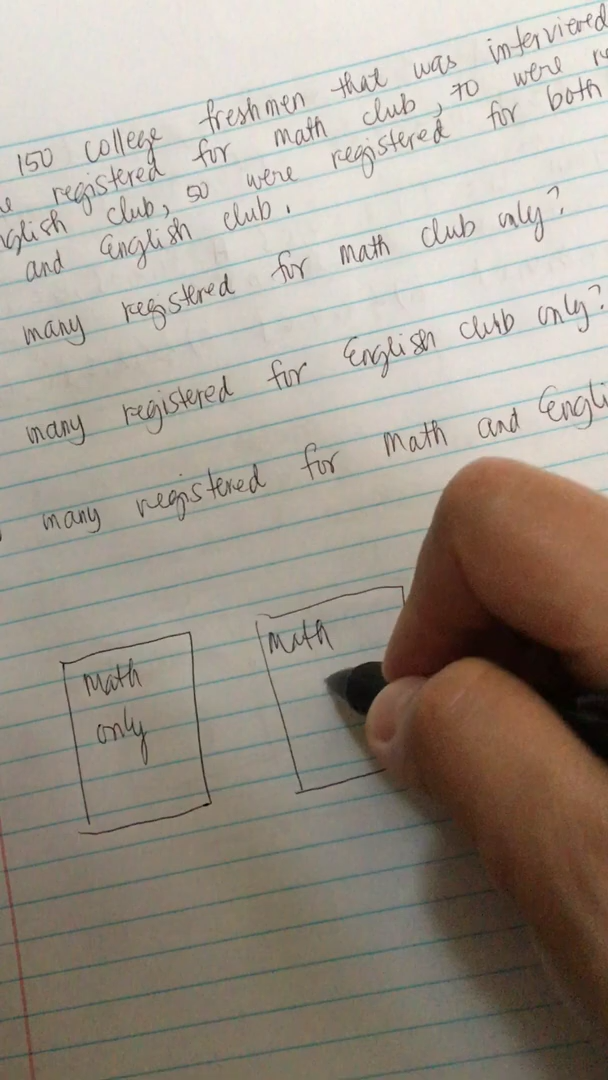 150 college freshmen that was interviewed
registered for math club, 70 were
english club, 50 were registered for both
and English club.
many registered for math club only?
many registered for English club only?
many registered for math and Engli
Math
only
Math